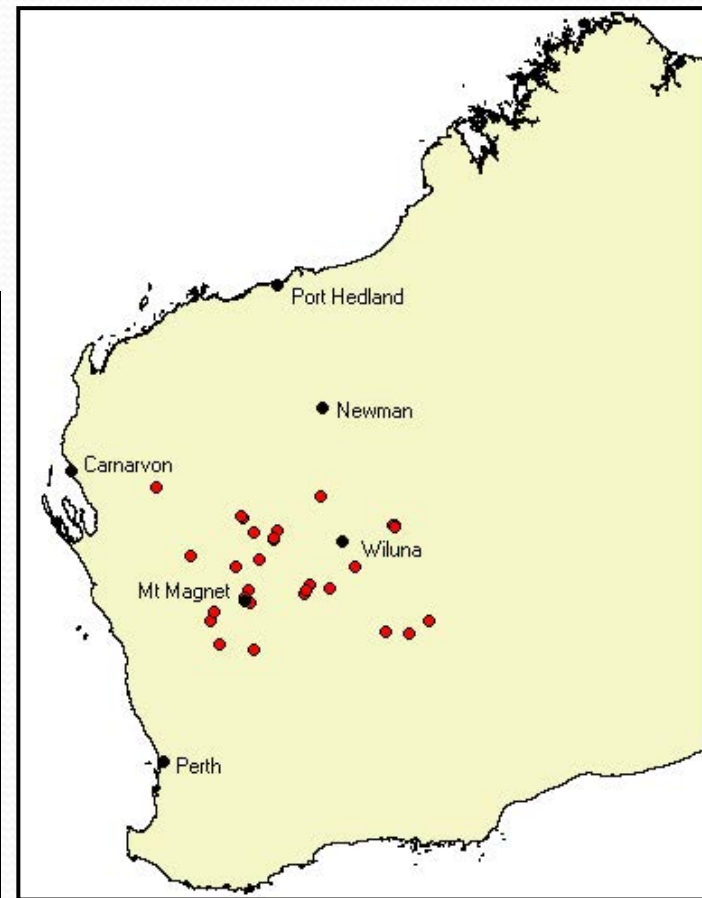 Port Hedland
Newman
Carnarvon
Wiluna
Mt Magnet
Perth